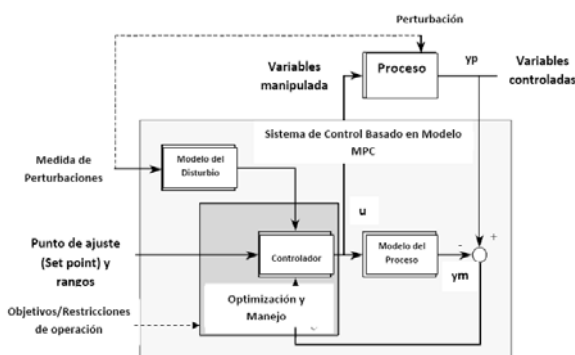 Perturbación
Proceso
yp
Variables
controladas
Variables
manipulada
Sistema de Control Basado en Modelo
MPC
Medida de
Perturbaciones
Modelo del
Disturbio
u
Punto de ajuste
(Set point) y
rangos
Controlador
Modelo del
Proceso
-
+
ym
Optimización y
Manejo
Objetivos/Restricciones
de operación